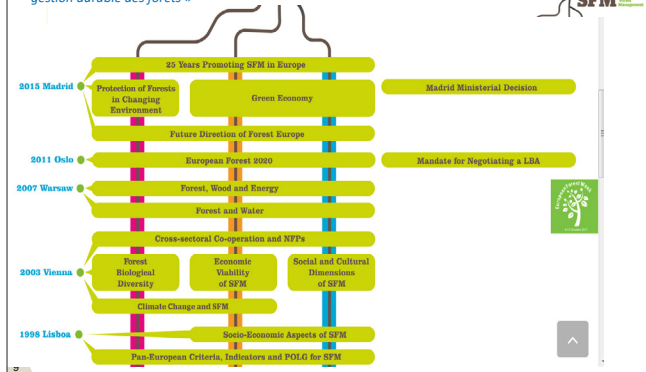 gestion durable des forêts »
SFM
25 Years Promoting SFM in Europe
2015 Madrid
Protection of Forests
in Changing
Environment
Green Economy
Madrid Ministerial Decision
Future Direction of Forest Europe
2011 Oslo
European Forest 2020
Mandate for Negotiating a LBA
2007 Warsaw
Forest, Wood and Energy
Forest and Water
Cross-sectoral Co-operation and NFPs
2003 Vienna
Forest
Biological
Diversity
Economic
Viability
of SFM
Social and Cultural
Dimensions
of SFM
Climate Change and SFM
1998 Lisboa
Socio-Economic Aspects of SFM
Pan-European Criteria, Indicators and POLG for SFM